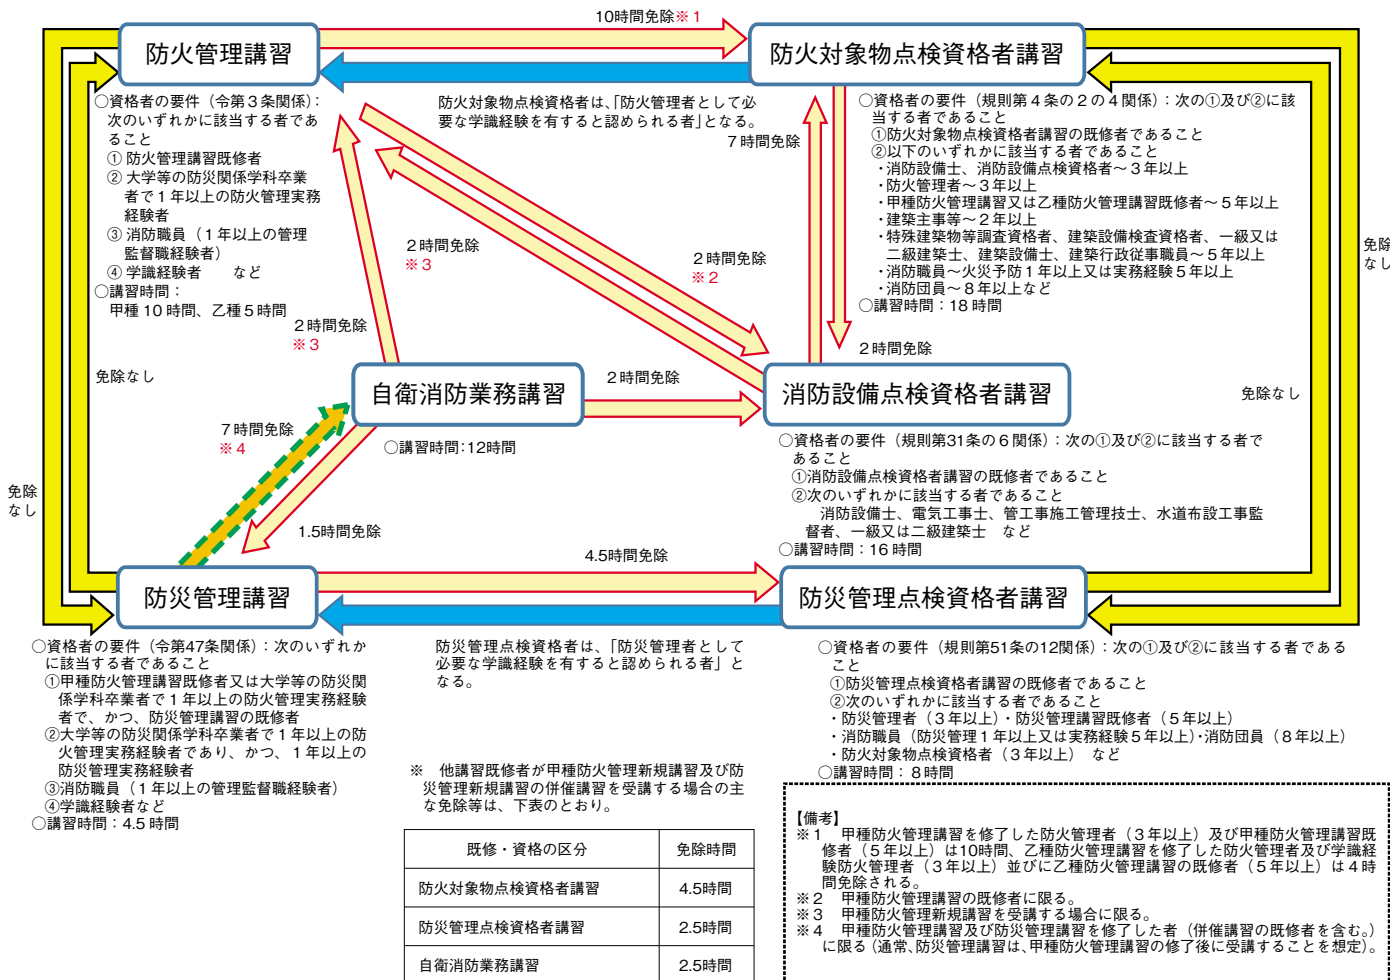 10時間免除※1
防火管理講習
防火対象物点検資格者講習
○資格者の要件（令第3条関係）：
次のいずれかに該当する者であ
ること
① 防火管理講習既修者
② 大学等の防災関係学科卒業
者で1年以上の防火管理実務
経験者
③ 消防職員（1年以上の管理
監督職経験者）
④ 学識経験者　など
○講習時間：
甲種10時間、乙種5時間
防火対象物点検資格者は、「防火管理者として必
要な学識経験を有すると認められる者」となる。
7時間免除
○資格者の要件（規則第4条の2の4関係）：次の①及び②に該
当する者であること
①防火対象物点検資格者講習の既修者であること
②以下のいずれかに該当する者であること
・消防設備士、消防設備点検資格者～3年以上
・防火管理者～3年以上
・甲種防火管理講習又は乙種防火管理講習既修者～5年以上
・建築主事等～2年以上
・特殊建築物等調査資格者、建築設備検査資格者、一級又は
二級建築士、建築設備士、建築行政従事職員～5年以上
・消防職員～火災予防1年以上又は実務経験5年以上
・消防団員～8年以上など
○講習時間：18時間
免除
なし
2時間免除
※3
2時間免除
※2
2時間免除
※3
2時間免除
免除なし
自衛消防業務講習
2時間免除
消防設備点検資格者講習
免除なし
7時間免除
※4
○講習時間：12時間
○資格者の要件（規則第31条の6関係）：次の①及び②に該当する者で
あること
①消防設備点検資格者講習の既修者であること
②次のいずれかに該当する者であること
消防設備士、電気工事士、管工事施工管理技士、水道布設工事監
督者、一級又は二級建築士　など
○講習時間：16時間
免除
なし
1.5時間免除
4.5時間免除
防災管理講習
防災管理点検資格者講習
○資格者の要件（令第47条関係）：次のいずれか
に該当する者であること
①甲種防火管理講習既修者又は大学等の防災関
係学科卒業者で1年以上の防火管理実務経験
者で、かつ、防災管理講習の既修者
②大学等の防災関係学科卒業者で1年以上の防
火管理実務経験者であり、かつ、1年以上の
防災管理実務経験者
③消防職員（1年以上の管理監督職経験者）
④学識経験者など
○講習時間：4.5時間
防災管理点検資格者は、「防災管理者として
必要な学識経験を有すると認められる者」と
なる。
○資格者の要件（規則第51条の12関係）：次の①及び②に該当する者である
こと
①防災管理点検資格者講習の既修者であること
②次のいずれかに該当する者であること
・防災管理者（3年以上）・防災管理講習既修者（5年以上）
・消防職員（防災管理1年以上又は実務経験5年以上）・消防団員（8年以上）
・防火対象物点検資格者（3年以上）　など
○講習時間：8時間
※　他講習既修者が甲種防火管理新規講習及び防
災管理新規講習の併催講習を受講する場合の主
な免除等は、下表のとおり。
既修・資格の区分　免除時間
防火対象物点検資格者講習　4.5時間
防災管理点検資格者講習　2.5時間
自衛消防業務講習　2.5時間
【備考】
※1　甲種防火管理講習を修了した防火管理者（3年以上）及び甲種防火管理講習既
修者（5年以上）は10時間、乙種防火管理講習を修了した防火管理者及び学識経
験防火管理者（3年以上）並びに乙種防火管理講習の既修者（5年以上）は4時
間免除される。
※2　甲種防火管理講習の既修者に限る。
※3　甲種防火管理新規講習を受講する場合に限る。
※4　甲種防火管理講習及び防災管理講習を修了した者（併催講習の既修者を含む。）
に限る（通常、防災管理講習は、甲種防火管理講習の修了後に受講することを想定）。